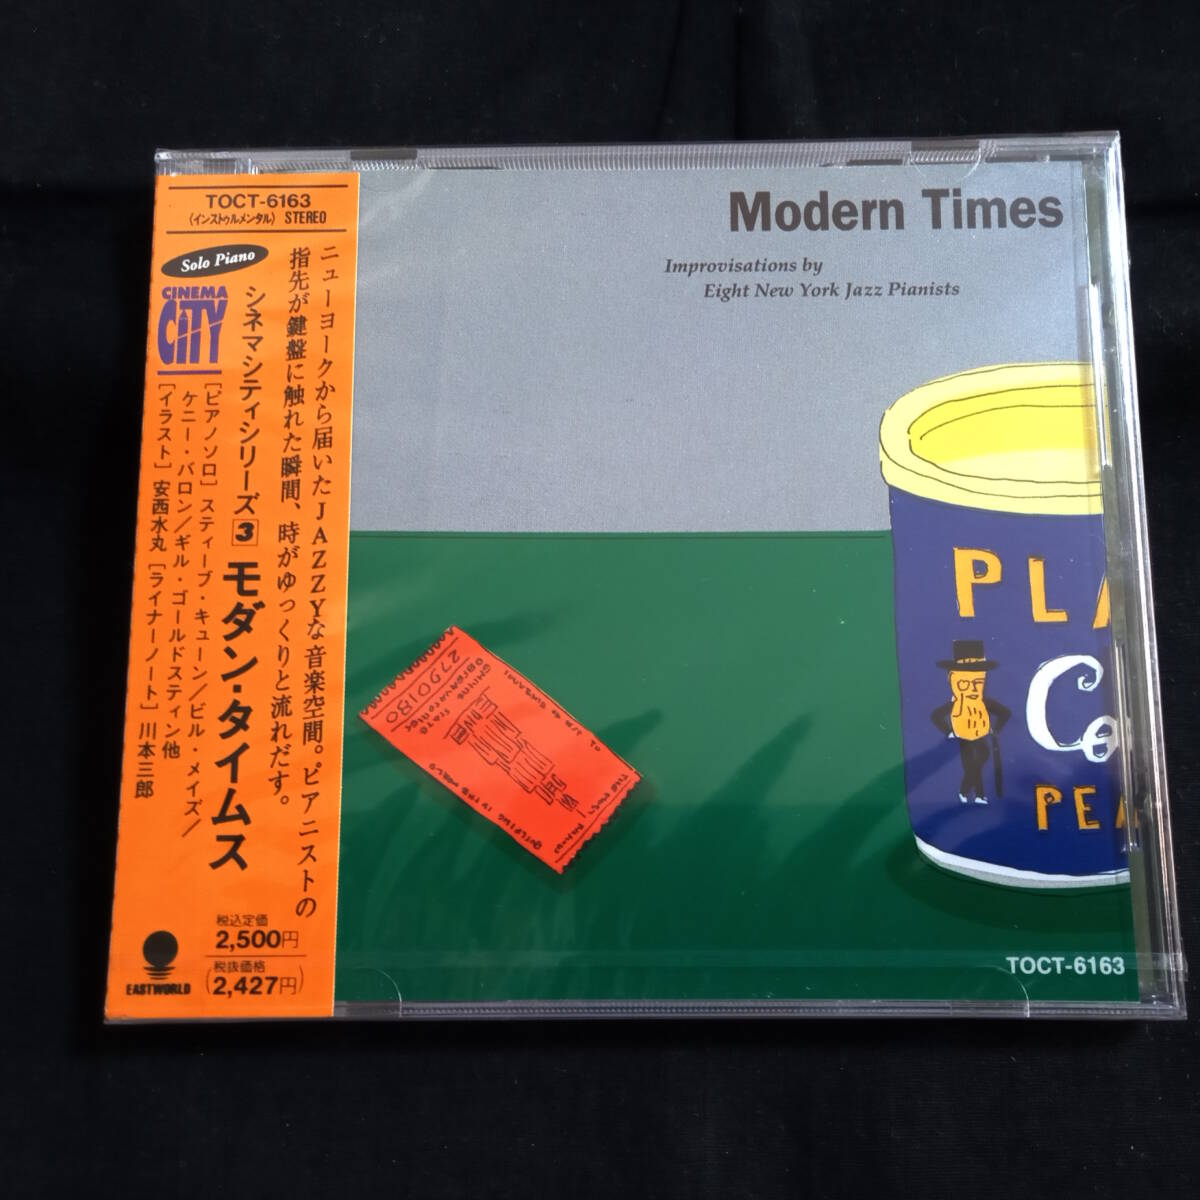 TOCT-6163
(インストゥルメンタル) STEREO
Solo Piano
CINEMA
CITY
ニューヨークから届いたJAZZYな音楽空間。ピアニストの
指先が鍵盤に触れた瞬間、時がゆっくりと流れだす。
シネマシティシリーズ3 モダン・タイムス
[ピアノソロ] スティーブ・キューン/ビル・メイズ/
ケニー・バロン/ギル・ゴールドスティン他
[イラスト] 安西水丸 [ライナーノート] 川本三郎
税込定価
2,500円
(税抜価格
2,427円)
EASTWORLD
Modern Times
Improvisations by
Eight New York Jazz Pianists
2790180
PLA
Co
PEA
TOCT-6163